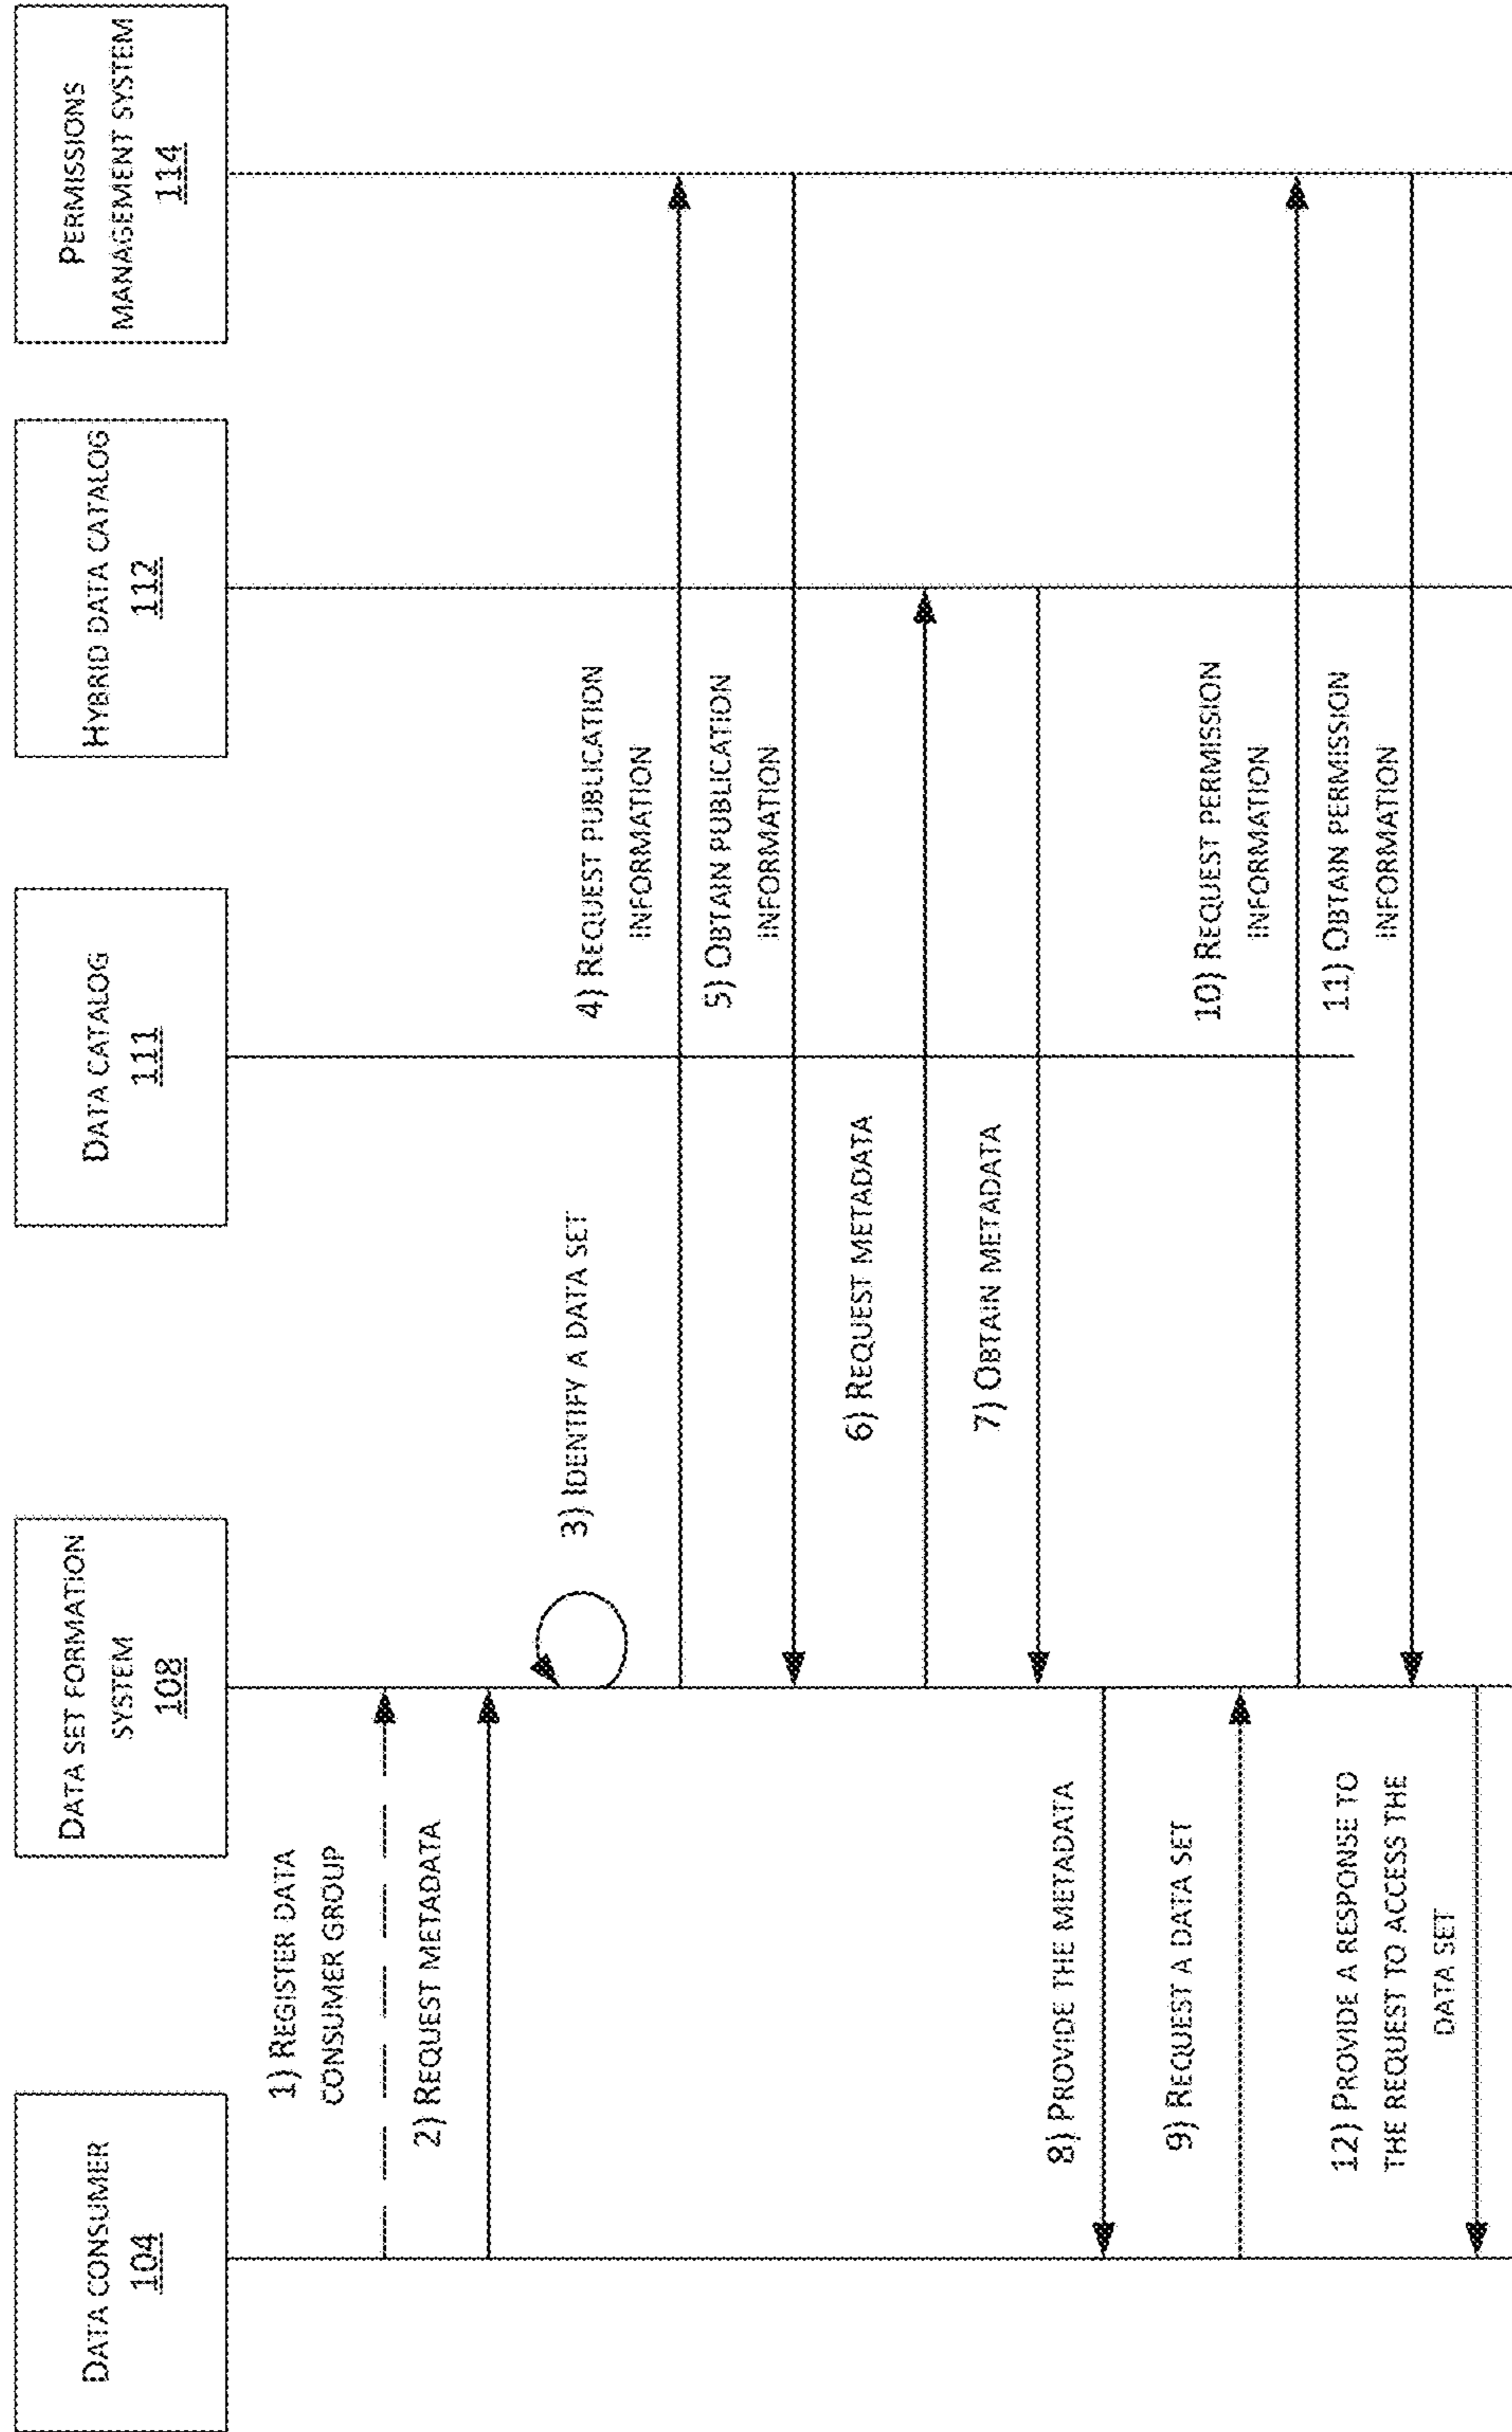 DATA CONSUMER
104
DATA SET FORMATION
SYSTEM
108
DATA CATALOG
111
HYBRID DATA CATALOG
112
PERMISSIONS
MANAGEMENT SYSTEM
114
1) REGISTER DATA
CONSUMER GROUP
2) REQUEST METADATA
3) IDENTIFY A DATA SET
4) REQUEST PUBLICATION
INFORMATION
5) OBTAIN PUBLICATION
INFORMATION
6) REQUEST METADATA
7) OBTAIN METADATA
8) PROVIDE THE METADATA
9) REQUEST A DATA SET
10) REQUEST PERMISSION
INFORMATION
11) OBTAIN PERMISSION
INFORMATION
12) PROVIDE A RESPONSE TO
THE REQUEST TO ACCESS THE
DATA SET